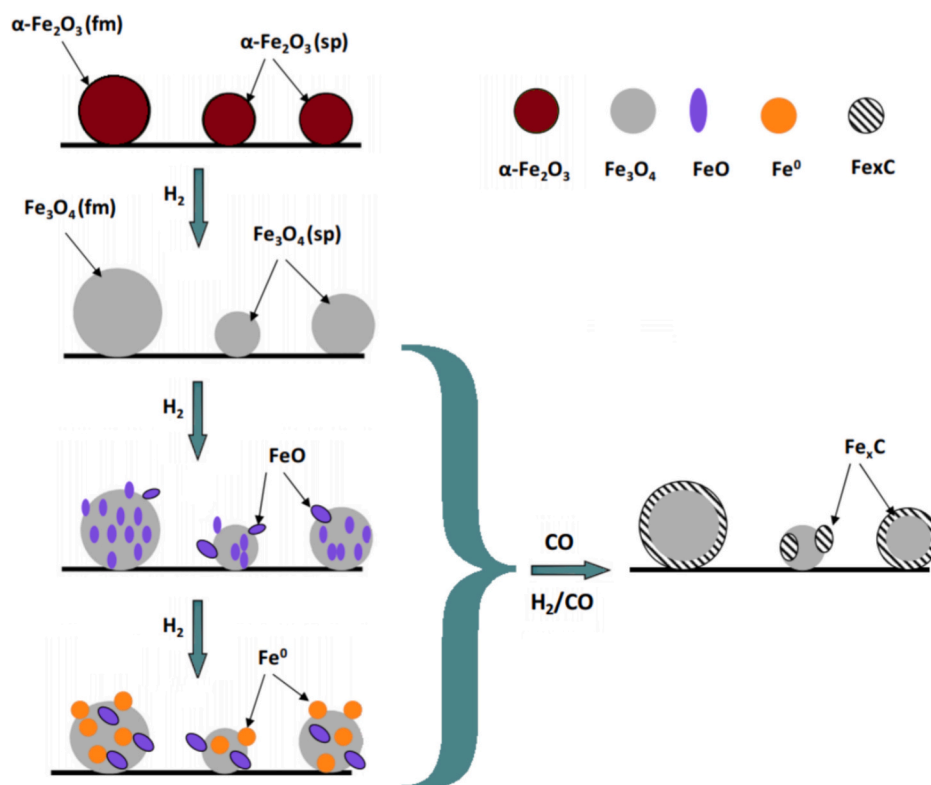 α-Fe₂O₃(fm)
α-Fe₂O₃(sp)
α-Fe₂O₃
Fe₃O₄
FeO
Fe⁰
FexC
H₂
Fe₃O₄(fm)
Fe₃O₄(sp)
H₂
FeO
FeₓC
CO
H₂/CO
H₂
Fe⁰